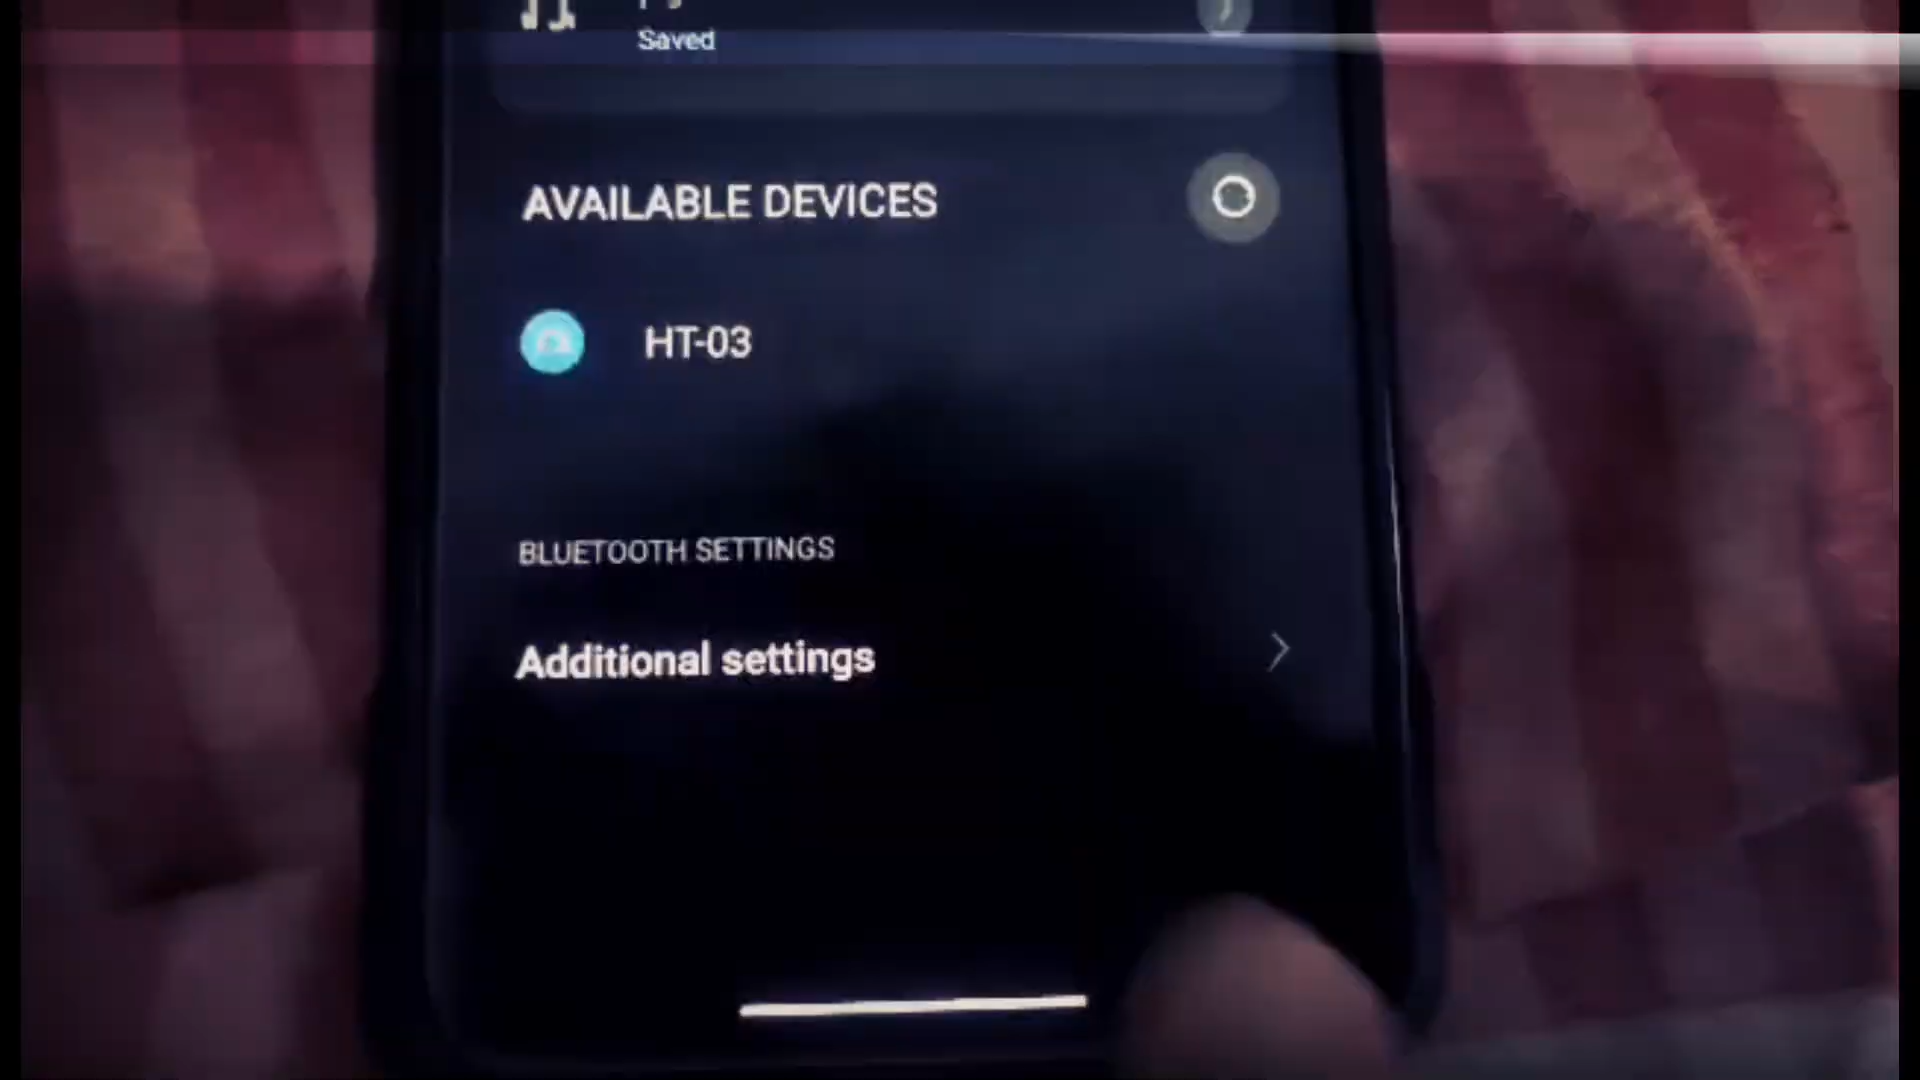 Saved
AVAILABLE DEVICES
HT-03
BLUETOOTH SETTINGS
Additional settings